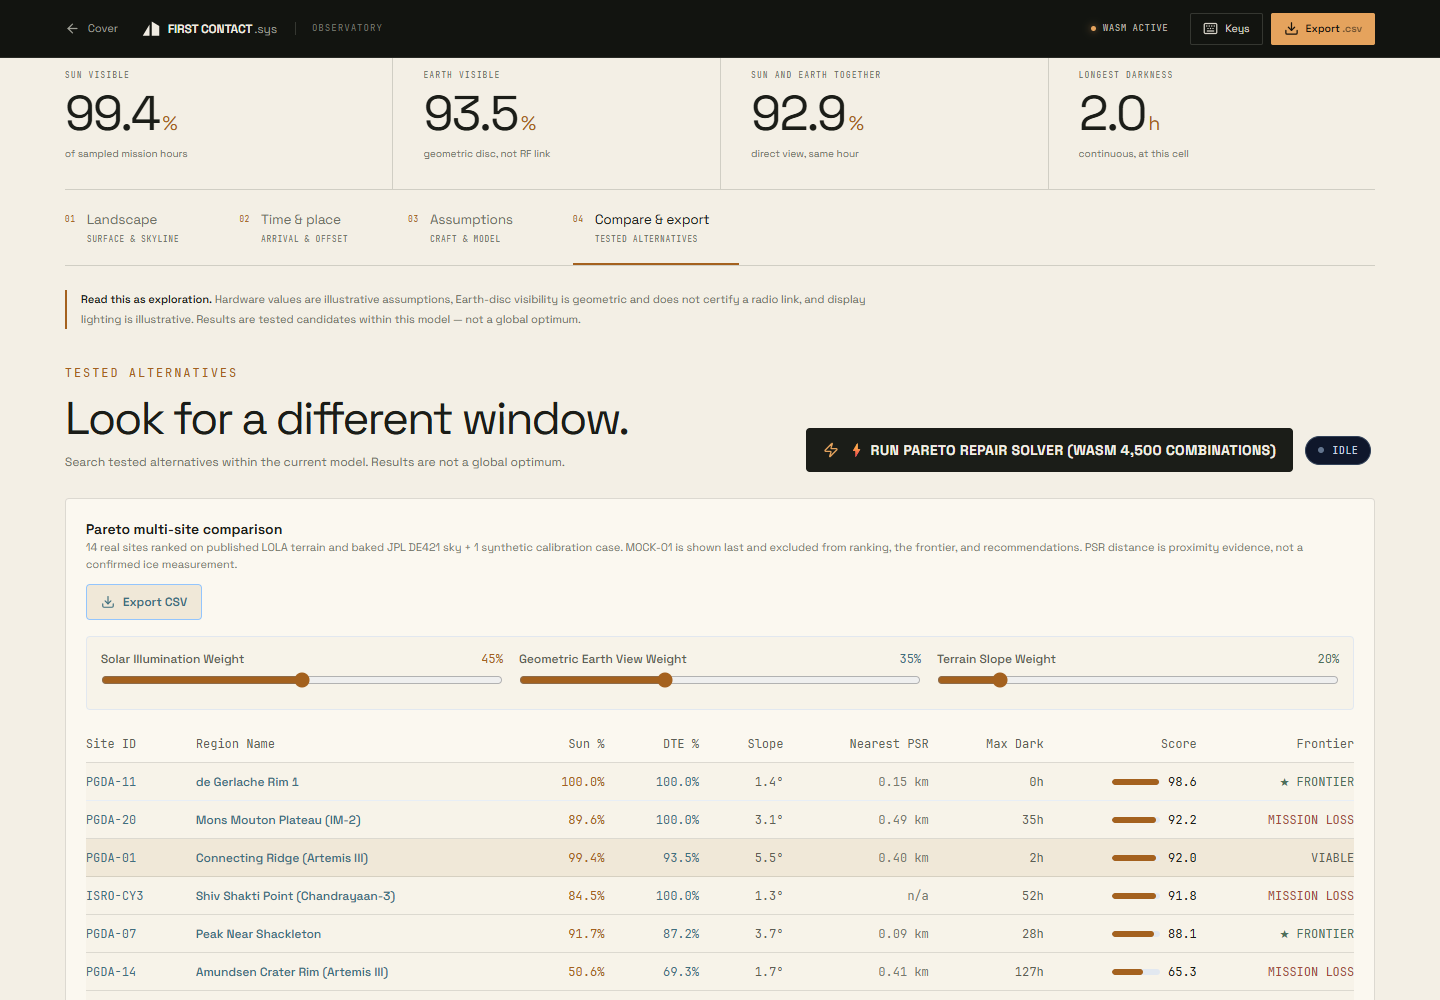 Cover
FIRST CONTACT.sys
OBSERVATORY
WASM ACTIVE
Keys
Export.csv
SUN VISIBLE
99.4%
of sampled mission hours
EARTH VISIBLE
93.5%
geometric disc, not RF link
SUN AND EARTH TOGETHER
92.9%
direct view, same hour
LONGEST DARKNESS
2.0h
continuous, at this cell
01 Landscape
SURFACE & SKYLINE
02 Time & place
ARRIVAL & OFFSET
03 Assumptions
CRAFT & MODEL
04 Compare & export
TESTED ALTERNATIVES
Read this as exploration. Hardware values are illustrative assumptions, Earth-disc visibility is geometric and does not certify a radio link, and display
lighting is illustrative. Results are tested candidates within this model — not a global optimum.
TESTED ALTERNATIVES
Look for a different window.
Search tested alternatives within the current model. Results are not a global optimum.
RUN PARETO REPAIR SOLVER (WASM 4,500 COMBINATIONS)
IDLE
Pareto multi-site comparison
14 real sites ranked on published LOLA terrain and baked JPL DE421 sky + 1 synthetic calibration case. MOCK-01 is shown last and excluded from ranking, the frontier, and recommendations. PSR distance is proximity evidence, not a
confirmed ice measurement.
Export CSV
Solar Illumination Weight 45%
Geometric Earth View Weight 35%
Terrain Slope Weight 20%
Site ID Region Name Sun % DTE % Slope Nearest PSR Max Dark Score Frontier
PGDA-11 de Gerlache Rim 1 100.0% 100.0% 1.4° 0.15 km 0h 98.6 ★ FRONTIER
PGDA-20 Mons Mouton Plateau (IM-2) 89.6% 100.0% 3.1° 0.49 km 35h 92.2 MISSION LOSS
PGDA-01 Connecting Ridge (Artemis III) 99.4% 93.5% 5.5° 0.40 km 2h 92.0 VIABLE
ISRO-CY3 Shiv Shakti Point (Chandrayaan-3) 84.5% 100.0% 1.3° n/a 52h 91.8 MISSION LOSS
PGDA-07 Peak Near Shackleton 91.7% 87.2% 3.7° 0.09 km 28h 88.1 ★ FRONTIER
PGDA-14 Amundsen Crater Rim (Artemis III) 50.6% 69.3% 1.7° 0.41 km 127h 65.3 MISSION LOSS